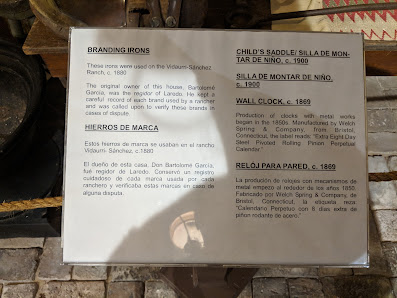 BRANDING IRONS
These irons were used on the Vidaurri-Sánchez
Ranch, c. 1880
The original owner of this house, Bartolomé
García, was the regidor of Laredo. He kept a
careful record of each brand used by a rancher
and was called upon to verify those brands in
cases of dispute.
HIERROS DE MARCA
Estos hierros de marca se usaban en el rancho
Vidaurri- Sánchez, c.1880
El dueño de esta casa, Don Bartolomé García,
fué regidor de Laredo. Conservó un registro
cuidadoso de cada marca usada por cada
ranchero y verificaba estas marcas en caso de
alguna disputa.
CHILD'S SADDLE/ SILLA DE MON-
TAR DE NIÑO, c. 1900
SILLA DE MONTAR DE NIÑO,
c. 1900
WALL CLOCK, c. 1869
Production of clocks with metal works
began in the 1850s. Manufactured by Welch
Spring & Company, from Bristol,
Connecticut, the label reads: "Extra Eight Day
Steel Pivoted Rolling Pinion Perpetual
Calendar."
RELOJ PARA PARED, c. 1869
La produción de relojos con mecanismos de
metal empezo al rededor de los años 1850.
Fabricado por Welch Spring & Company, de
Bristol, Connecticut, la etiqueta reza:
"Calendario Perpetuo con 8 dias extra de
piñon rodante de acero."